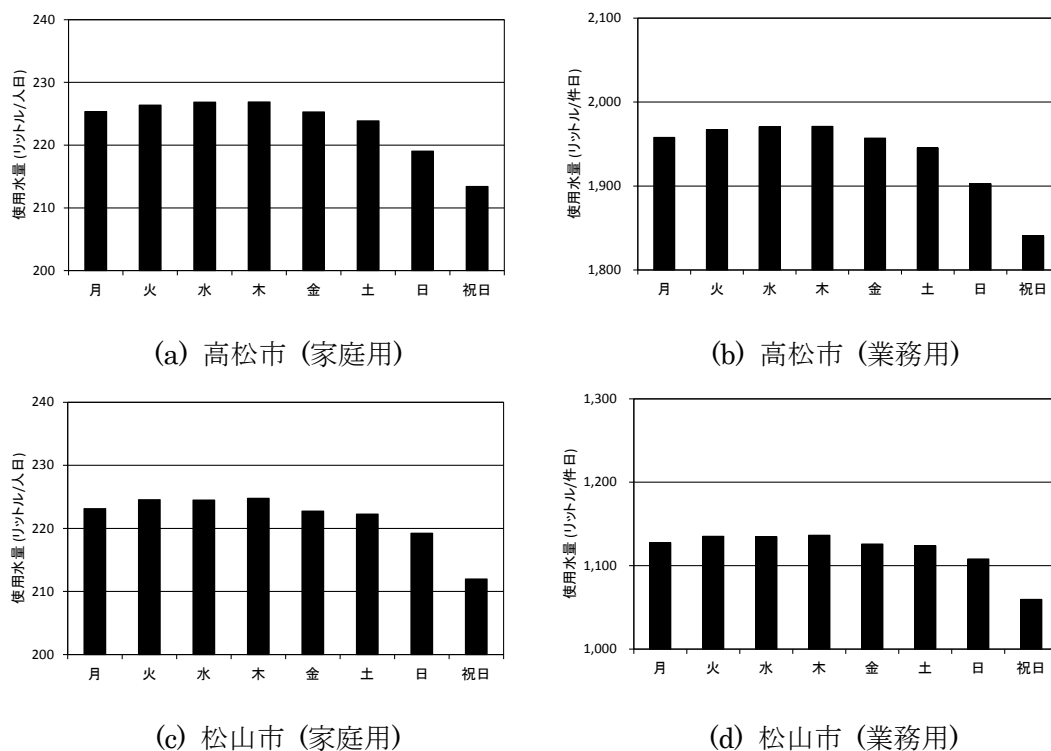 240
230
220
210
200
使用水量 (リットル/人日)
月 火 水 木 金 土 日 祝日
(a) 高松市 (家庭用)
2,100
2,000
1,900
1,800
使用水量 (リットル/件日)
月 火 水 木 金 土 日 祝日
(b) 高松市 (業務用)
240
230
220
210
200
使用水量 (リットル/人日)
月 火 水 木 金 土 日 祝日
(c) 松山市 (家庭用)
1,300
1,200
1,100
1,000
使用水量 (リットル/件日)
月 火 水 木 金 土 日 祝日
(d) 松山市 (業務用)